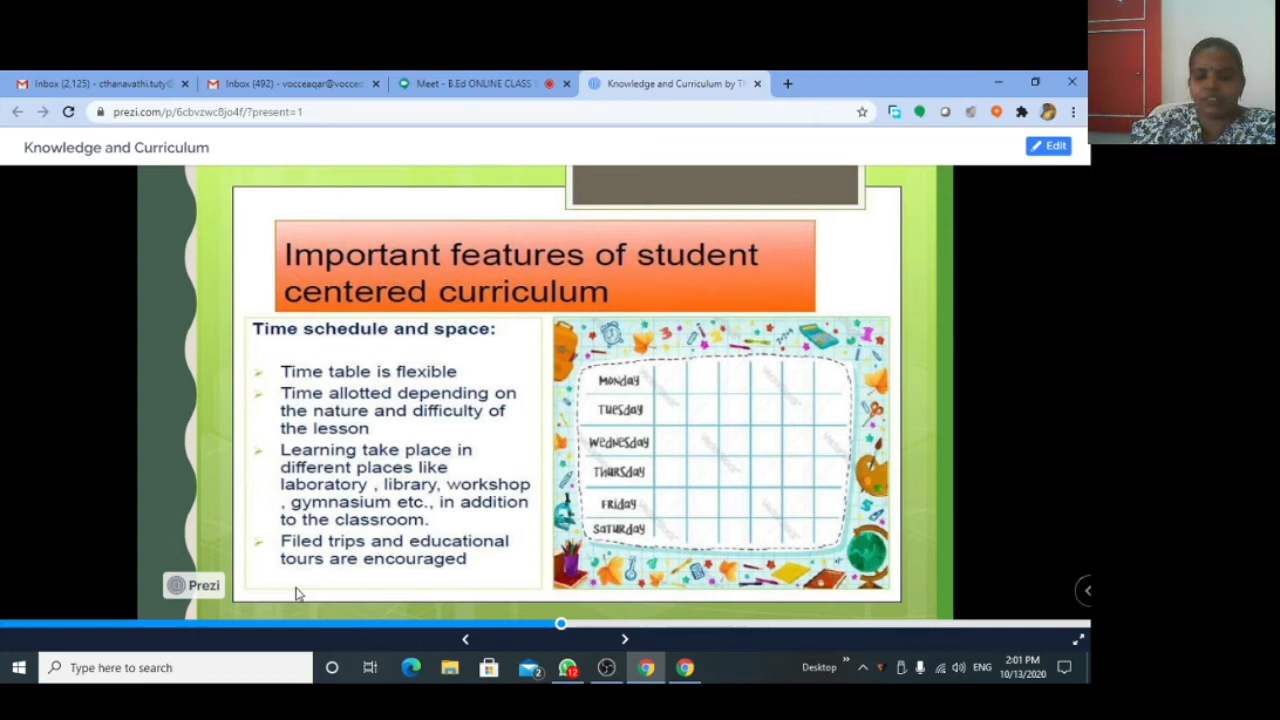 Inbox (2,125) - cthanavathi.tuty@
Inbox (492) - vocceaqar@vocced
Meet - B.Ed ONLINE CLASS
Knowledge and Curriculum by T
prezi.com/p/6cbvzwc8jo4f/?present=1
Knowledge and Curriculum
Edit
Important features of student
centered curriculum
Time schedule and space:
Time table is flexible
Time allotted depending on
the nature and difficulty of
the lesson
Learning take place in
different places like
laboratory , library, workshop
, gymnasium etc., in addition
to the classroom.
Filed trips and educational
tours are encouraged
MONDAY
TUESDAY
WEDNESDAY
THURSDAY
FRIDAY
SATURDAY
Prezi
Type here to search
2
12
Desktop
ENG
2:01 PM
10/13/2020